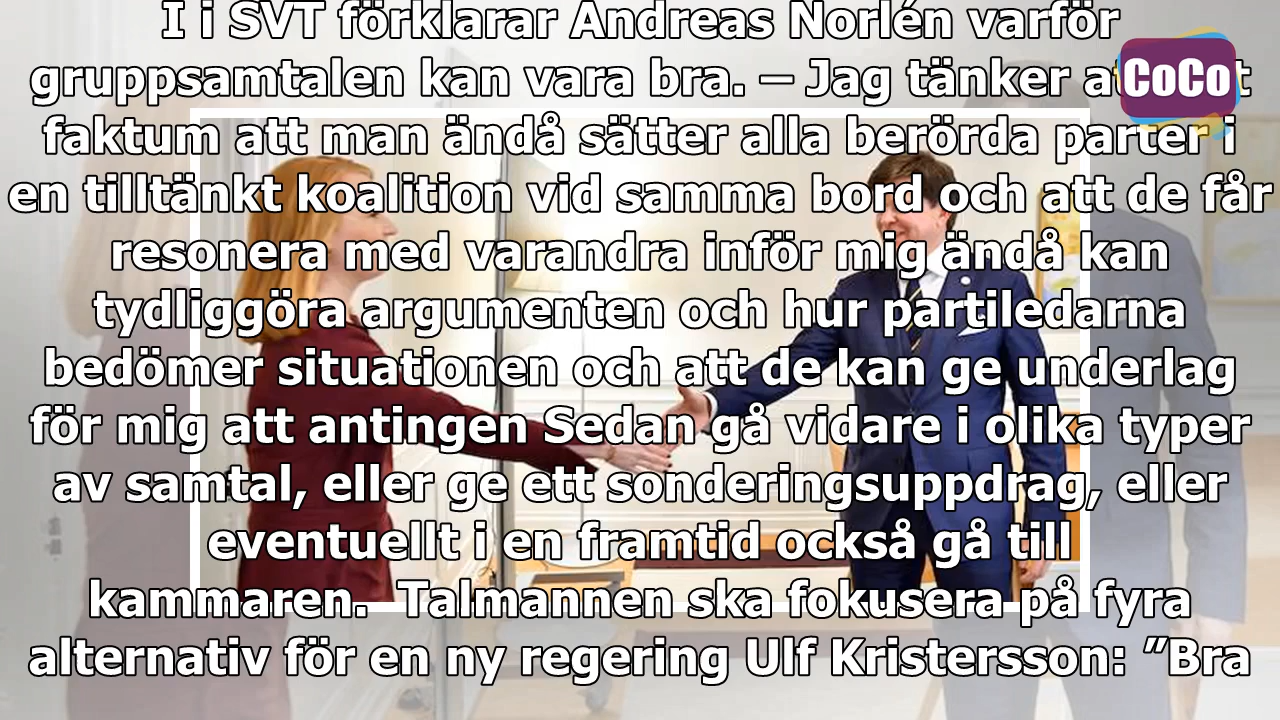 I i SVT förklarar Andreas Norlén varför
gruppsamtalen kan vara bra. – Jag tänker at t
faktum att man ändå sätter alla berörda parter i
en tilltänkt koalition vid samma bord och att de får
resonera med varandra inför mig ändå kan
tydliggöra argumenten och hur partiledarna
bedömer situationen och att de kan ge underlag
för mig att antingen Sedan gå vidare i olika typer
av samtal, eller ge ett sonderingsuppdrag, eller
eventuellt i en framtid också gå till
kammaren.  Talmannen ska fokusera på fyra
alternativ för en ny regering Ulf Kristersson: ”Bra
CoCo